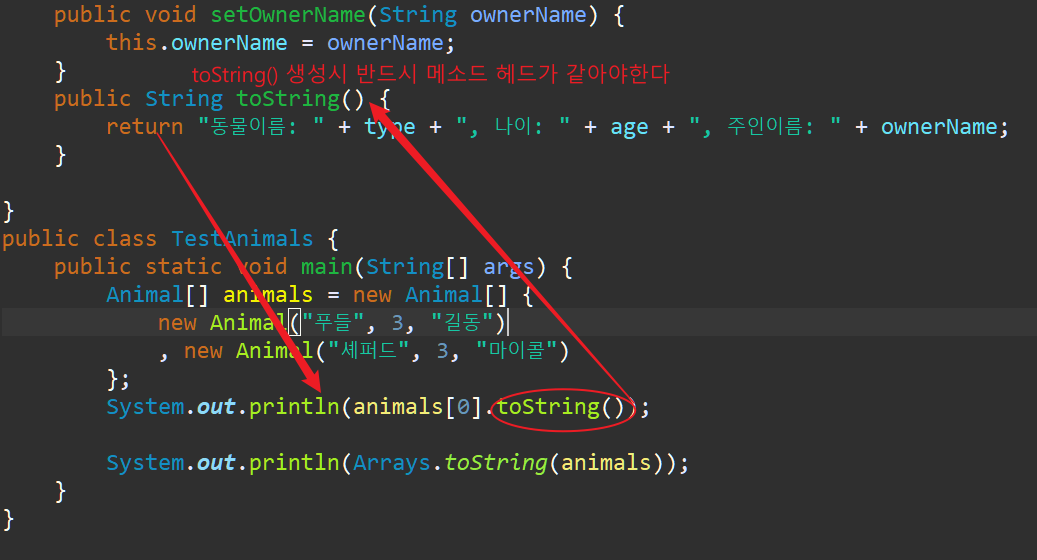 public void setOwnerName(String ownerName) {
this.ownerName = ownerName;
}
toString() 생성시 반드시 메소드 헤드가 같아야한다
public String toString() {
return "동물이름: " + type + ", 나이: " + age + ", 주인이름: " + ownerName;
}
}
public class TestAnimals {
public static void main(String[] args) {
Animal[] animals = new Animal[] {
new Animal("푸들", 3, "길동")
, new Animal("셰퍼드", 3, "마이콜")
};
System.out.println(animals[0].toString());
System.out.println(Arrays.toString(animals));
}
}